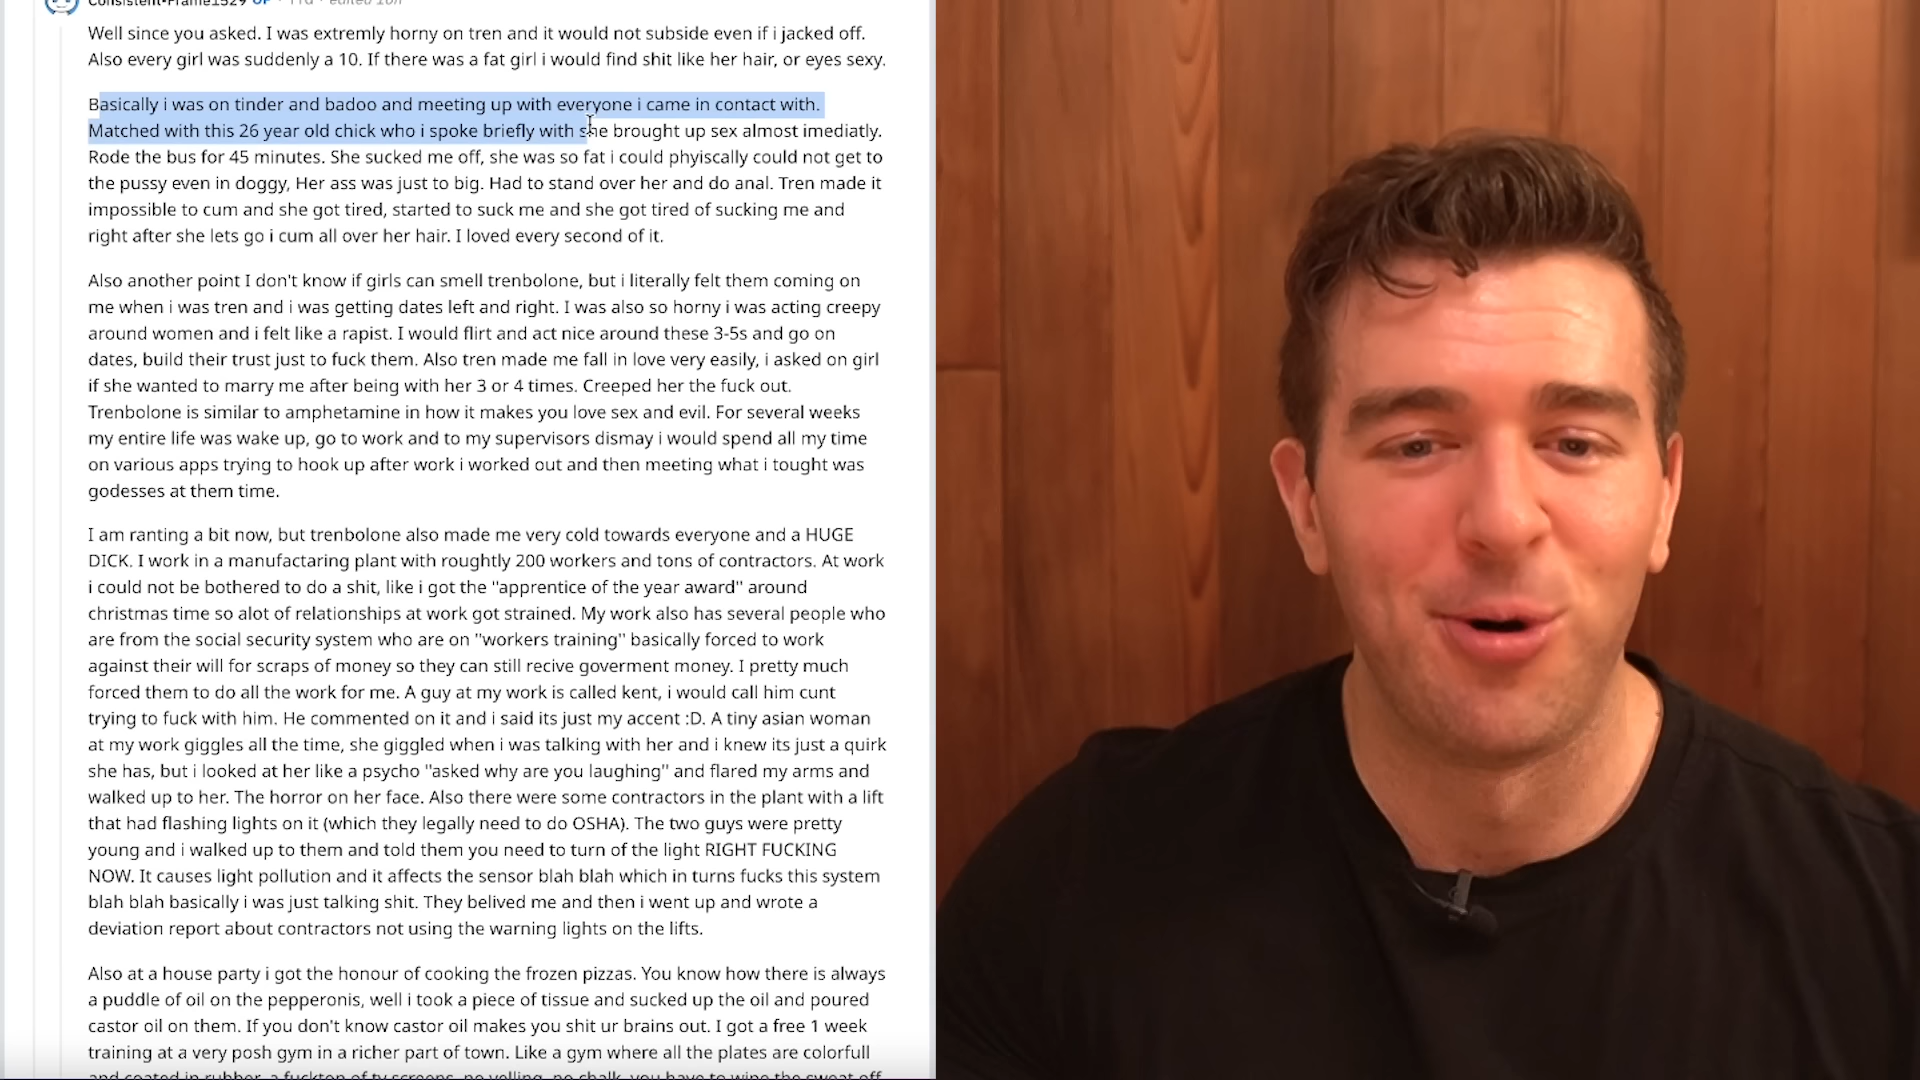 Consistent-Frame1529 OP · 11d · edited 10h
Well since you asked. I was extremly horny on tren and it would not subside even if i jacked off.
Also every girl was suddenly a 10. If there was a fat girl i would find shit like her hair, or eyes sexy.
Basically i was on tinder and badoo and meeting up with everyone i came in contact with.
Matched with this 26 year old chick who i spoke briefly with she brought up sex almost imediatly.
Rode the bus for 45 minutes. She sucked me off, she was so fat i could phyiscally could not get to
the pussy even in doggy, Her ass was just to big. Had to stand over her and do anal. Tren made it
impossible to cum and she got tired, started to suck me and she got tired of sucking me and
right after she lets go i cum all over her hair. I loved every second of it.
Also another point I don't know if girls can smell trenbolone, but i literally felt them coming on
me when i was tren and i was getting dates left and right. I was also so horny i was acting creepy
around women and i felt like a rapist. I would flirt and act nice around these 3-5s and go on
dates, build their trust just to fuck them. Also tren made me fall in love very easily, i asked on girl
if she wanted to marry me after being with her 3 or 4 times. Creeped her the fuck out.
Trenbolone is similar to amphetamine in how it makes you love sex and evil. For several weeks
my entire life was wake up, go to work and to my supervisors dismay i would spend all my time
on various apps trying to hook up after work i worked out and then meeting what i tought was
godesses at them time.
I am ranting a bit now, but trenbolone also made me very cold towards everyone and a HUGE
DICK. I work in a manufactaring plant with roughtly 200 workers and tons of contractors. At work
i could not be bothered to do a shit, like i got the "apprentice of the year award" around
christmas time so alot of relationships at work got strained. My work also has several people who
are from the social security system who are on "workers training" basically forced to work
against their will for scraps of money so they can still recive goverment money. I pretty much
forced them to do all the work for me. A guy at my work is called kent, i would call him cunt
trying to fuck with him. He commented on it and i said its just my accent :D. A tiny asian woman
at my work giggles all the time, she giggled when i was talking with her and i knew its just a quirk
she has, but i looked at her like a psycho "asked why are you laughing" and flared my arms and
walked up to her. The horror on her face. Also there were some contractors in the plant with a lift
that had flashing lights on it (which they legally need to do OSHA). The two guys were pretty
young and i walked up to them and told them you need to turn of the light RIGHT FUCKING
NOW. It causes light pollution and it affects the sensor blah blah which in turns fucks this system
blah blah basically i was just talking shit. They belived me and then i went up and wrote a
deviation report about contractors not using the warning lights on the lifts.
Also at a house party i got the honour of cooking the frozen pizzas. You know how there is always
a puddle of oil on the pepperonis, well i took a piece of tissue and sucked up the oil and poured
castor oil on them. If you don't know castor oil makes you shit ur brains out. I got a free 1 week
training at a very posh gym in a richer part of town. Like a gym where all the plates are colorfull
and coated in rubber, a fuckton of tv screens, no yelling, no chalk, you have to wipe the sweat off